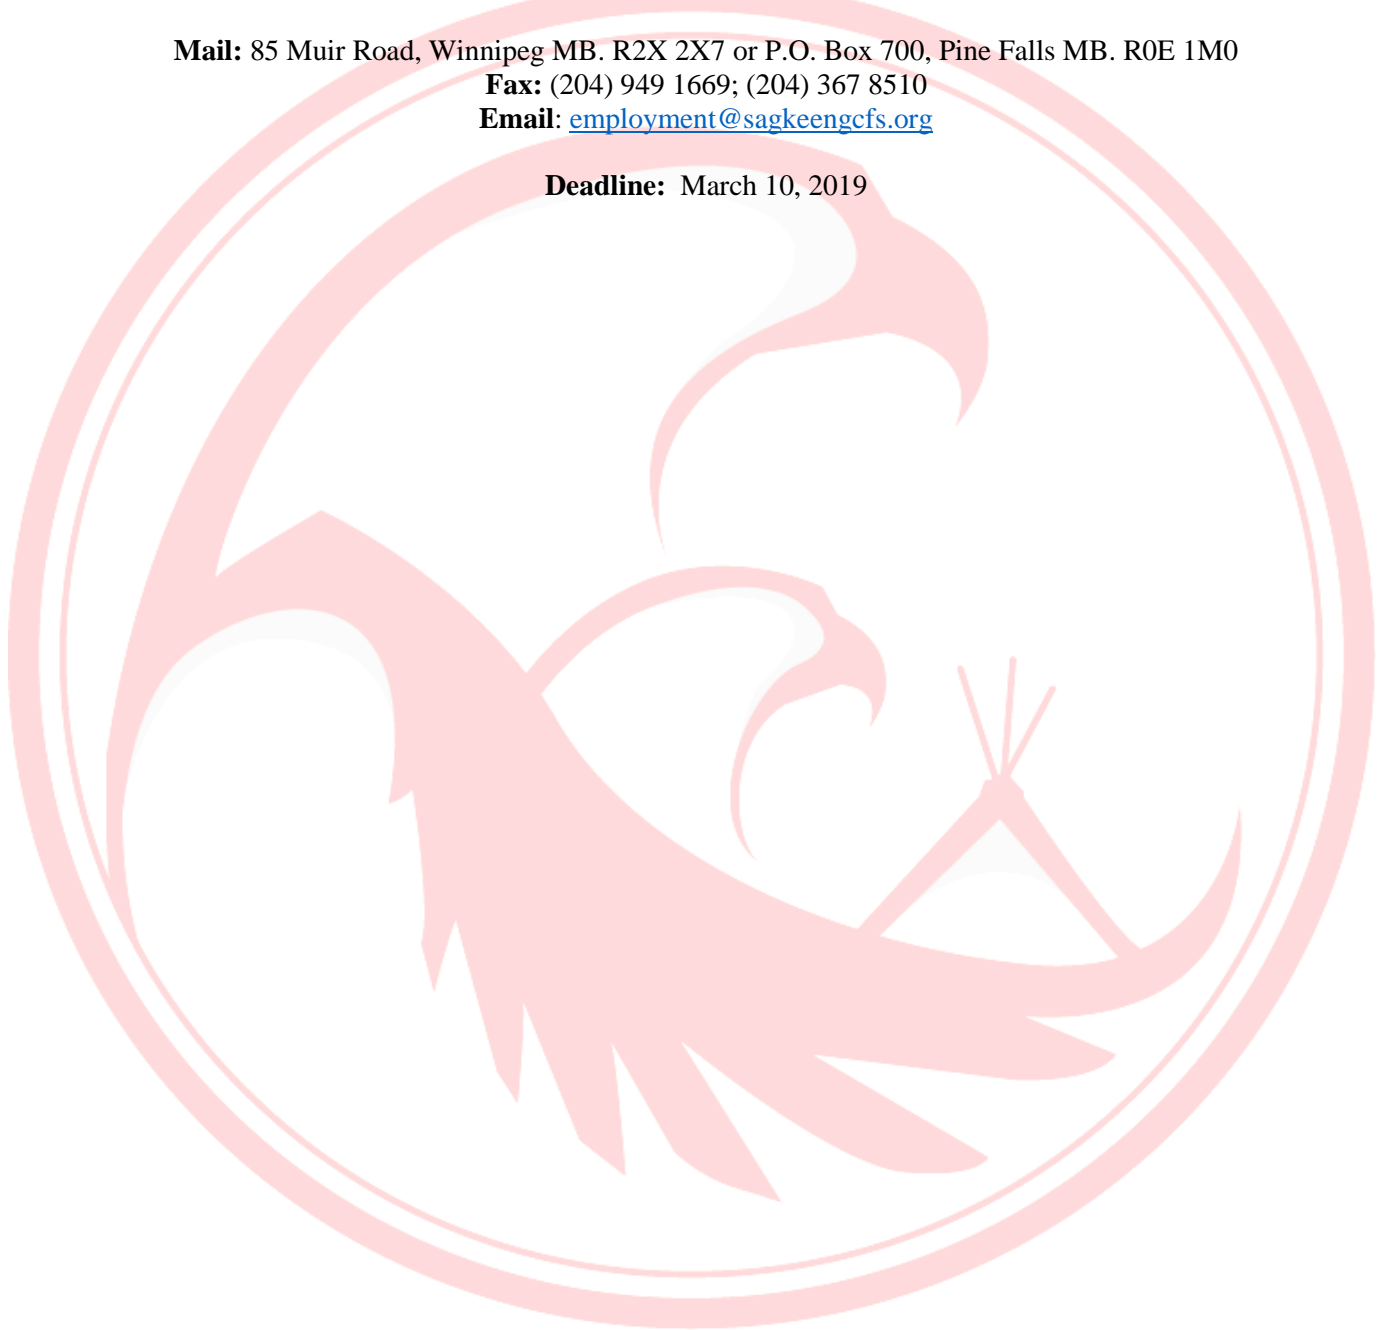 Mail: 85 Muir Road, Winnipeg MB. R2X 2X7 or P.O. Box 700, Pine Falls MB. R0E 1M0
Fax: (204) 949 1669; (204) 367 8510
Email: employment@sagkeengcfs.org
Deadline:  March 10, 2019